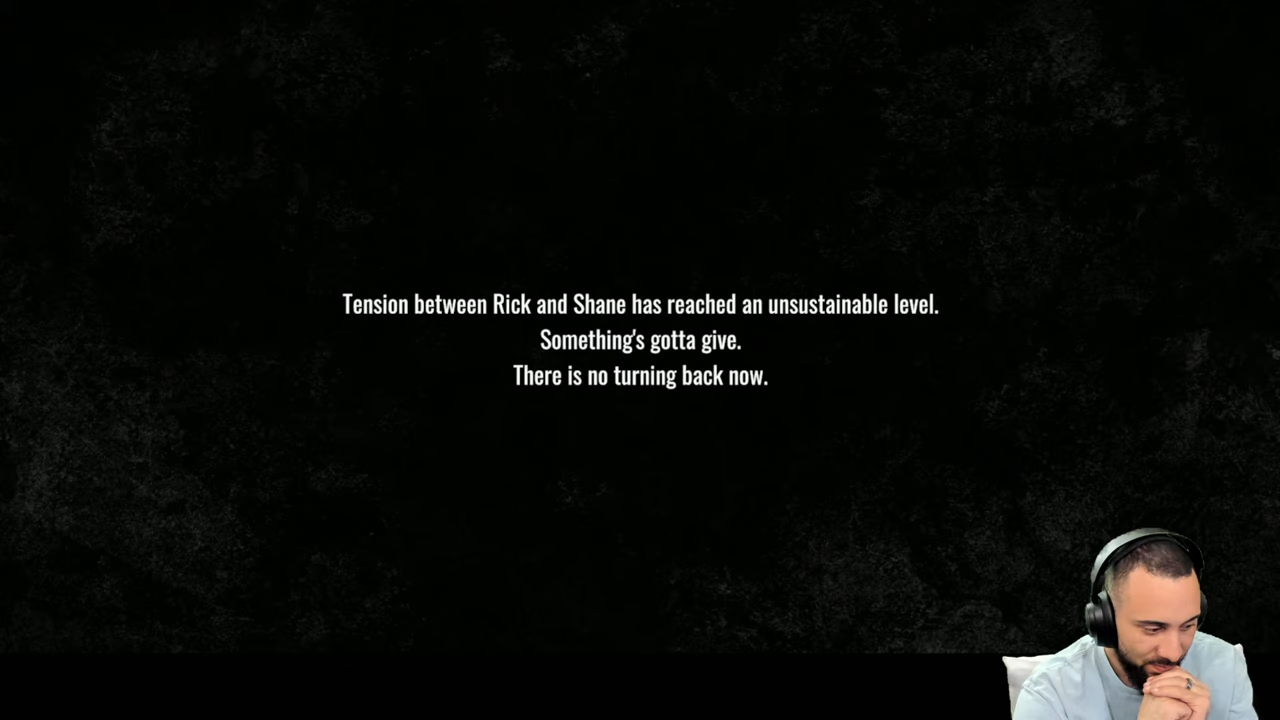 Tension between Rick and Shane has reached an unsustainable level.
Something's gotta give.
There is no turning back now.